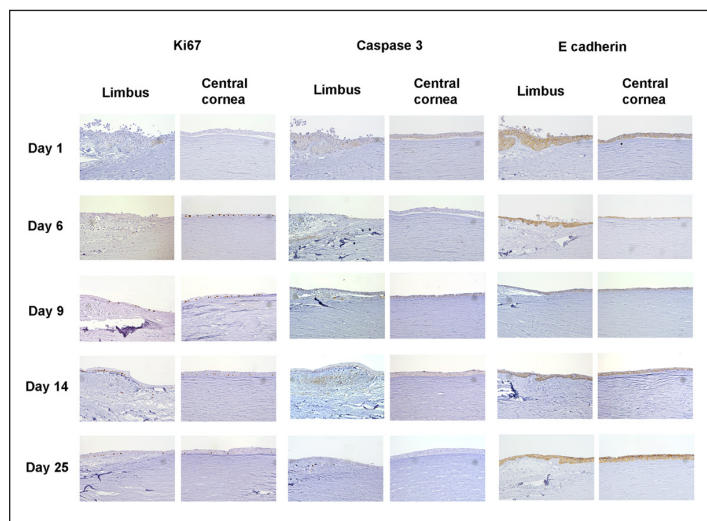 Ki67 Caspase 3 E cadherin
Limbus Central cornea Limbus Central cornea Limbus Central cornea
Day 1
Day 6
Day 9
Day 14
Day 25